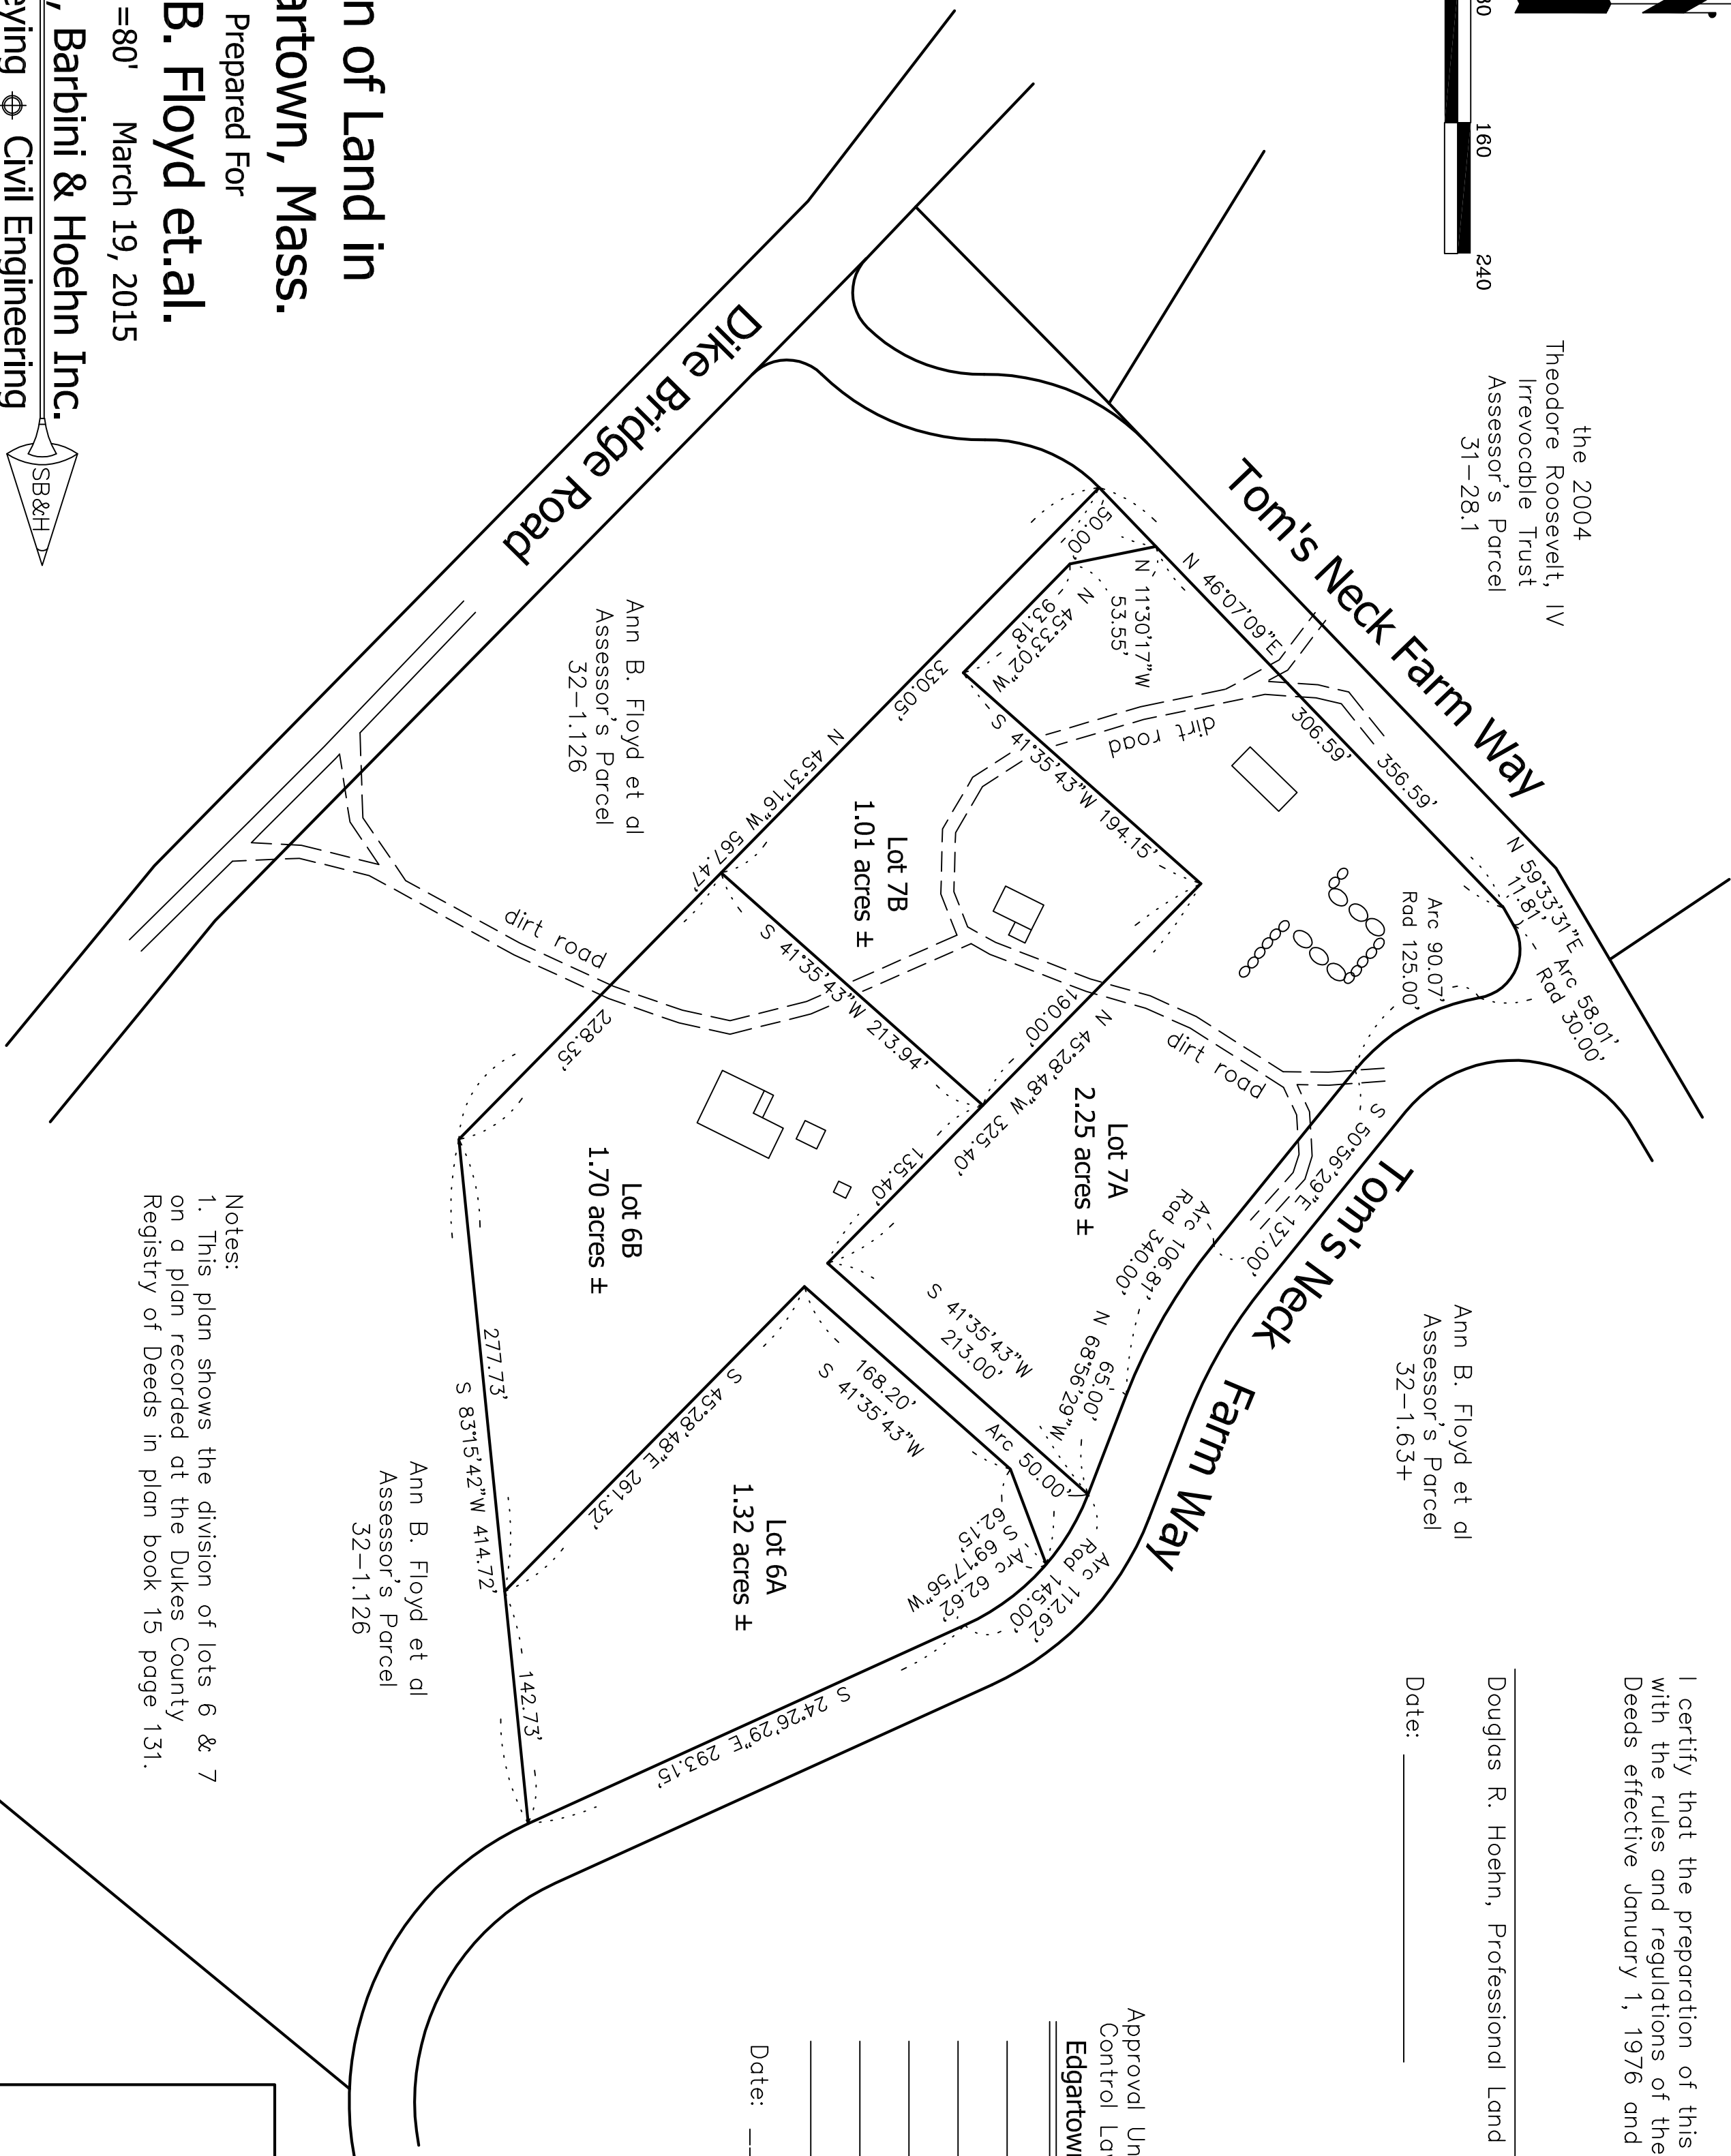 80
160
240
the 2004
Theodore Roosevelt, IV
Irrevocable Trust
Assessor's Parcel
31-28.1
Tom's Neck Farm Way
N 46°07'09"E
306.59'
356.59'
N 59°33'31"E
11.81'
Arc 58.01'
Rad 30.00'
Arc 90.07'
Rad 125.00'
50.00'
N 11°30'17"W
53.55'
N 45°33'02"W
93.18'
dirt road
S 41°35'43"W 194.15'
330.05'
N 45°31'16"W 567.47'
228.35'
Lot 7B
1.01 acres ±
S 41°35'43"W 213.94'
190.00'
N 45°28'48"W 325.40'
135.40'
Lot 7A
2.25 acres ±
dirt road
S 50°56'29"E 137.00'
Tom's Neck Farm Way
Arc 106.81'
Rad 340.00'
65.00'
N 68°56'29"W
S 41°35'43"W
213.00'
Arc 50.00'
168.20'
S 41°35'43"W
S 69°17'56"W
62.15'
Arc 62.62'
Arc 112.62'
Rad 145.00'
Lot 6B
1.70 acres ±
S 45°28'48"E 261.32'
Lot 6A
1.32 acres ±
S 24°26'29"E 293.15'
277.73'
S 83°15'42"W 414.72'
142.73'
dirt road
Dike Bridge Road
Ann B. Floyd et al
Assessor's Parcel
32-1.126
Ann B. Floyd et al
Assessor's Parcel
32-1.63+
Ann B. Floyd et al
Assessor's Parcel
32-1.126
Notes:
1. This plan shows the division of lots 6 & 7
on a plan recorded at the Dukes County
Registry of Deeds in plan book 15 page 131.
I certify that the preparation of this
with the rules and regulations of the
Deeds effective January 1, 1976 and
Douglas R. Hoehn, Professional Land
Date:
Approval Un
Control La
Edgartown
Date:
n of Land in
artown, Mass.
Prepared For
B. Floyd et.al.
=80' March 19, 2015
, Barbini & Hoehn Inc.
eying Civil Engineering
SB&H